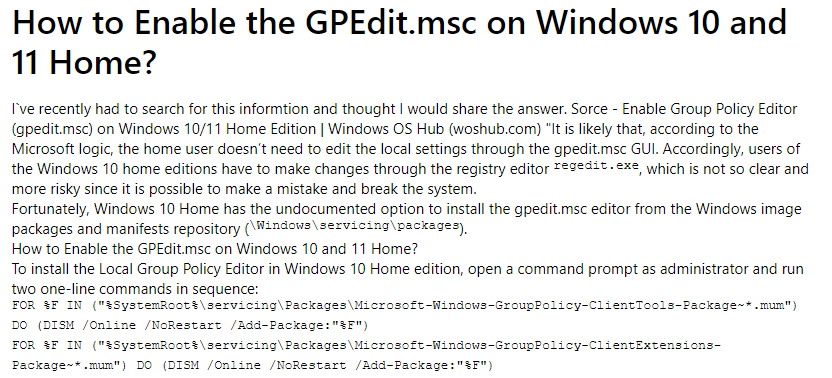 How to Enable the GPEdit.msc on Windows 10 and
11 Home?
I`ve recently had to search for this informtion and thought I would share the answer. Sorce - Enable Group Policy Editor
(gpedit.msc) on Windows 10/11 Home Edition | Windows OS Hub (woshub.com) "It is likely that, according to the
Microsoft logic, the home user doesn't need to edit the local settings through the gpedit.msc GUI. Accordingly, users of
the Windows 10 home editions have to make changes through the registry editor regedit.exe, which is not so clear and
more risky since it is possible to make a mistake and break the system.
Fortunately, Windows 10 Home has the undocumented option to install the gpedit.msc editor from the Windows image
packages and manifests repository (\Windows\servicing\packages).
How to Enable the GPEdit.msc on Windows 10 and 11 Home?
To install the Local Group Policy Editor in Windows 10 Home edition, open a command prompt as administrator and run
two one-line commands in sequence:
FOR %F IN ("%SystemRoot%\servicing\Packages\Microsoft-Windows-GroupPolicy-ClientTools-Package~*.mum")
DO (DISM /Online /NoRestart /Add-Package:"%F")
FOR %F IN ("%SystemRoot%\servicing\Packages\Microsoft-Windows-GroupPolicy-ClientExtensions-
Package~*.mum") DO (DISM /Online /NoRestart /Add-Package:"%F")